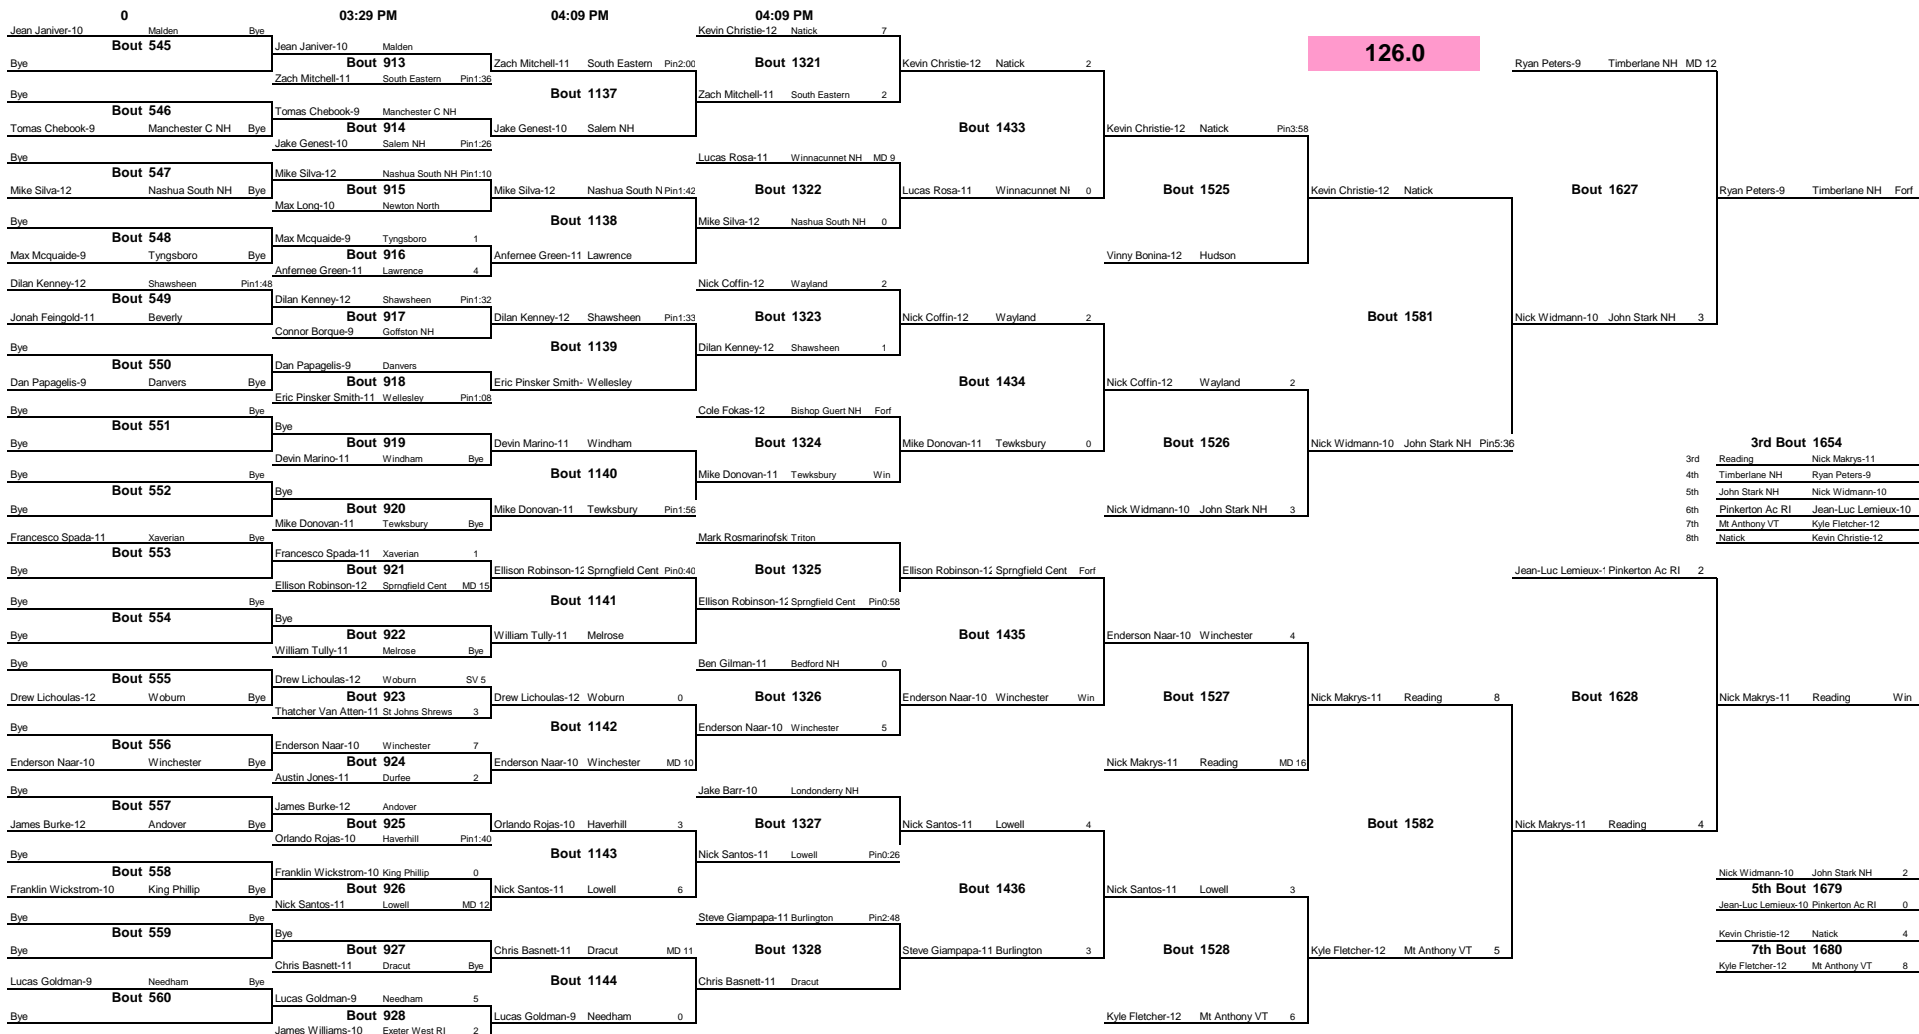 0
03:29 PM
04:09 PM
04:09 PM
126.0
Jean Janiver-10 Malden Bye
Bout 545
Bye
Bye
Bout 546
Tomas Chebook-9 Manchester C NH Bye
Bye
Bout 547
Mike Silva-12 Nashua South NH Bye
Bye
Bout 548
Max Mcquaide-9 Tyngsboro Bye
Dilan Kenney-12 Shawsheen Pin1:48
Bout 549
Jonah Feingold-11 Beverly
Bye
Bout 550
Dan Papagelis-9 Danvers Bye
Bye Bye
Bout 551
Bye
Bye Bye
Bout 552
Bye
Francesco Spada-11 Xaverian Bye
Bout 553
Bye
Bye Bye
Bout 554
Bye
Bye
Bout 555
Drew Lichoulas-12 Woburn Bye
Bye
Bout 556
Enderson Naar-10 Winchester Bye
Bye
Bout 557
James Burke-12 Andover Bye
Bye
Bout 558
Franklin Wickstrom-10 King Phillip Bye
Bye Bye
Bout 559
Bye
Lucas Goldman-9 Needham Bye
Bout 560
Bye
Jean Janiver-10 Malden
Bout 913
Zach Mitchell-11 South Eastern Pin1:36
Tomas Chebook-9 Manchester C NH
Bout 914
Jake Genest-10 Salem NH Pin1:26
Mike Silva-12 Nashua South NH Pin1:10
Bout 915
Max Long-10 Newton North
Max Mcquaide-9 Tyngsboro 1
Bout 916
Anfernee Green-11 Lawrence 4
Dilan Kenney-12 Shawsheen Pin1:32
Bout 917
Connor Borque-9 Goffston NH
Dan Papagelis-9 Danvers
Bout 918
Eric Pinsker Smith-11 Wellesley Pin1:08
Bye
Bout 919
Devin Marino-11 Windham Bye
Bye
Bout 920
Mike Donovan-11 Tewksbury Bye
Francesco Spada-11 Xaverian 1
Bout 921
Ellison Robinson-12 Sprngfield Cent MD 15
Bye
Bout 922
William Tully-11 Melrose Bye
Drew Lichoulas-12 Woburn SV 5
Bout 923
Thatcher Van Atten-11 St Johns Shrews 3
Enderson Naar-10 Winchester 7
Bout 924
Austin Jones-11 Durfee 2
James Burke-12 Andover
Bout 925
Orlando Rojas-10 Haverhill Pin1:40
Franklin Wickstrom-10 King Phillip 0
Bout 926
Nick Santos-11 Lowell MD 12
Bye
Bout 927
Chris Basnett-11 Dracut Bye
Lucas Goldman-9 Needham 5
Bout 928
James Williams-10 Exeter West RI 2
Zach Mitchell-11 South Eastern Pin2:00
Bout 1137
Jake Genest-10 Salem NH
Mike Silva-12 Nashua South N Pin1:42
Bout 1138
Anfernee Green-11 Lawrence
Dilan Kenney-12 Shawsheen Pin1:33
Bout 1139
Eric Pinsker Smith- Wellesley
Devin Marino-11 Windham
Bout 1140
Mike Donovan-11 Tewksbury Pin1:56
Ellison Robinson-12 Sprngfield Cent Pin0:40
Bout 1141
William Tully-11 Melrose
Drew Lichoulas-12 Woburn 0
Bout 1142
Enderson Naar-10 Winchester MD 10
Orlando Rojas-10 Haverhill 3
Bout 1143
Nick Santos-11 Lowell 6
Chris Basnett-11 Dracut MD 11
Bout 1144
Lucas Goldman-9 Needham 0
Kevin Christie-12 Natick 7
Bout 1321
Zach Mitchell-11 South Eastern 2
Lucas Rosa-11 Winnacunnet NH MD 9
Bout 1322
Mike Silva-12 Nashua South NH 0
Nick Coffin-12 Wayland 2
Bout 1323
Dilan Kenney-12 Shawsheen 1
Cole Fokas-12 Bishop Guert NH Forf
Bout 1324
Mike Donovan-11 Tewksbury Win
Mark Rosmarinofsk Triton
Bout 1325
Ellison Robinson-12 Sprngfield Cent Pin0:58
Ben Gilman-11 Bedford NH 0
Bout 1326
Enderson Naar-10 Winchester 5
Jake Barr-10 Londonderry NH
Bout 1327
Nick Santos-11 Lowell Pin0:26
Steve Giampapa-11 Burlington Pin2:48
Bout 1328
Chris Basnett-11 Dracut
Kevin Christie-12 Natick 2
Bout 1433
Lucas Rosa-11 Winnacunnet NH 0
Nick Coffin-12 Wayland 2
Bout 1434
Mike Donovan-11 Tewksbury 0
Ellison Robinson-12 Sprngfield Cent Forf
Bout 1435
Enderson Naar-10 Winchester Win
Nick Santos-11 Lowell 4
Bout 1436
Steve Giampapa-11 Burlington 3
Kevin Christie-12 Natick Pin3:58
Bout 1525
Vinny Bonina-12 Hudson
Nick Coffin-12 Wayland 2
Bout 1526
Nick Widmann-10 John Stark NH 3
Enderson Naar-10 Winchester 4
Bout 1527
Nick Makrys-11 Reading MD 16
Nick Santos-11 Lowell 3
Bout 1528
Kyle Fletcher-12 Mt Anthony VT 6
Kevin Christie-12 Natick
Bout 1581
Nick Widmann-10 John Stark NH Pin5:36
Nick Makrys-11 Reading 8
Bout 1582
Kyle Fletcher-12 Mt Anthony VT 5
Ryan Peters-9 Timberlane NH MD 12
Bout 1627
Nick Widmann-10 John Stark NH 3
Jean-Luc Lemieux-1 Pinkerton Ac RI 2
Bout 1628
Nick Makrys-11 Reading 4
Ryan Peters-9 Timberlane NH Forf
3rd Bout 1654
3rd Reading Nick Makrys-11
4th Timberlane NH Ryan Peters-9
5th John Stark NH Nick Widmann-10
6th Pinkerton Ac RI Jean-Luc Lemieux-10
7th Mt Anthony VT Kyle Fletcher-12
8th Natick Kevin Christie-12
Nick Makrys-11 Reading Win
Nick Widmann-10 John Stark NH 2
5th Bout 1679
Jean-Luc Lemieux-10 Pinkerton Ac RI 0
Kevin Christie-12 Natick 4
7th Bout 1680
Kyle Fletcher-12 Mt Anthony VT 8